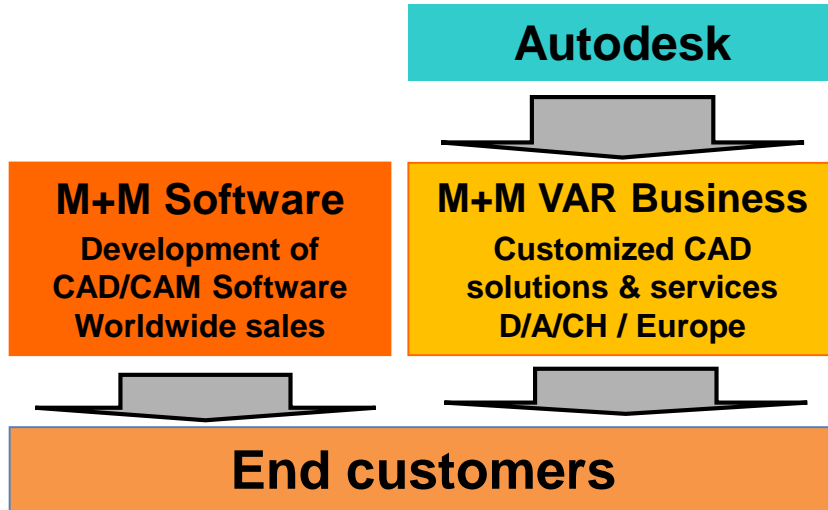 Autodesk
M+M Software
Development of
CAD/CAM Software
Worldwide sales
M+M VAR Business
Customized CAD
solutions & services
D/A/CH / Europe
End customers